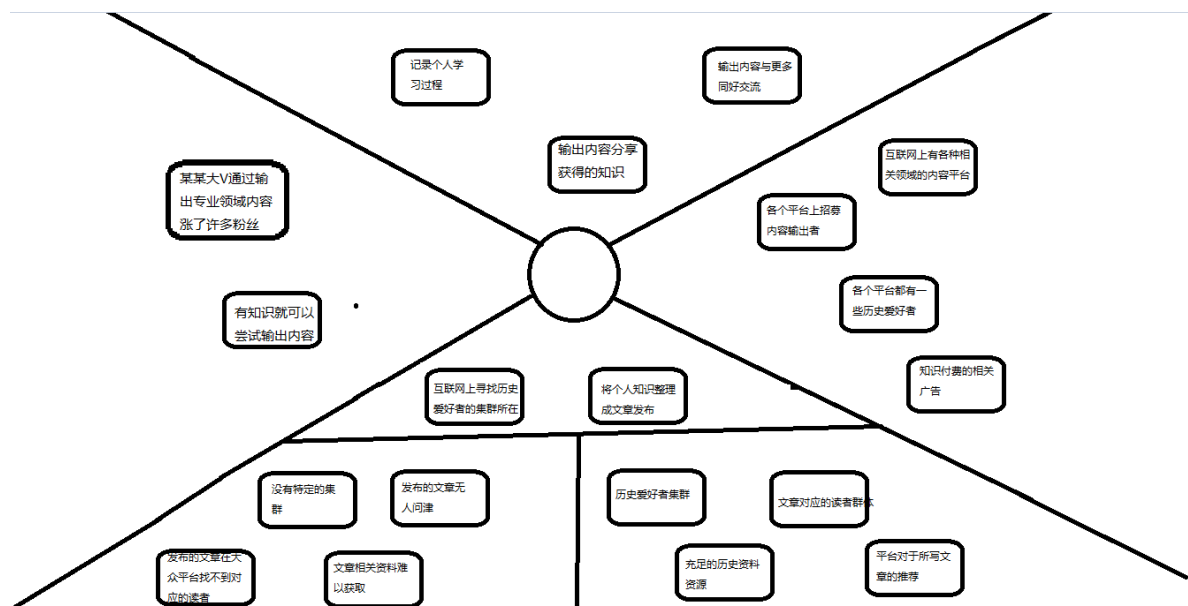 记录个人学
习过程
输出内容与更多
同好交流
输出内容分享
获得的知识
某某大V通过输
出专业领域内容
涨了许多粉丝
有知识就可以
尝试输出内容
互联网上有各种相
关领域的内容平台
各个平台上招募
内容输出者
各个平台都有一
些历史爱好者
知识付费的相关
广告
互联网上寻找历史
爱好者的集群所在
将个人知识整理
成文章发布
没有特定的集
群
发布的文章无
人问津
发布的文章在大
众平台找不到对
应的读者
文章相关资料难
以获取
历史爱好者集群
文章对应的读者群体
充足的历史资料
资源
平台对于所写文
章的推荐